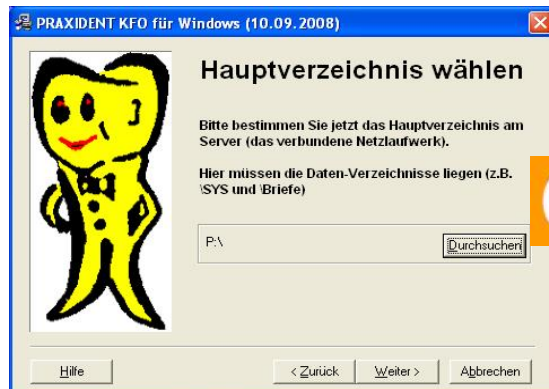 PRAXIDENT KFO für Windows (10.09.2008)
Hauptverzeichnis wählen
Bitte bestimmen Sie jetzt das Hauptverzeichnis am
Server (das verbundene Netzlaufwerk).
Hier müssen die Daten-Verzeichnisse liegen (z.B.
\SYS und \Briefe)
P:\
Durchsuchen
Hilfe
< Zurück
Weiter >
Abbrechen